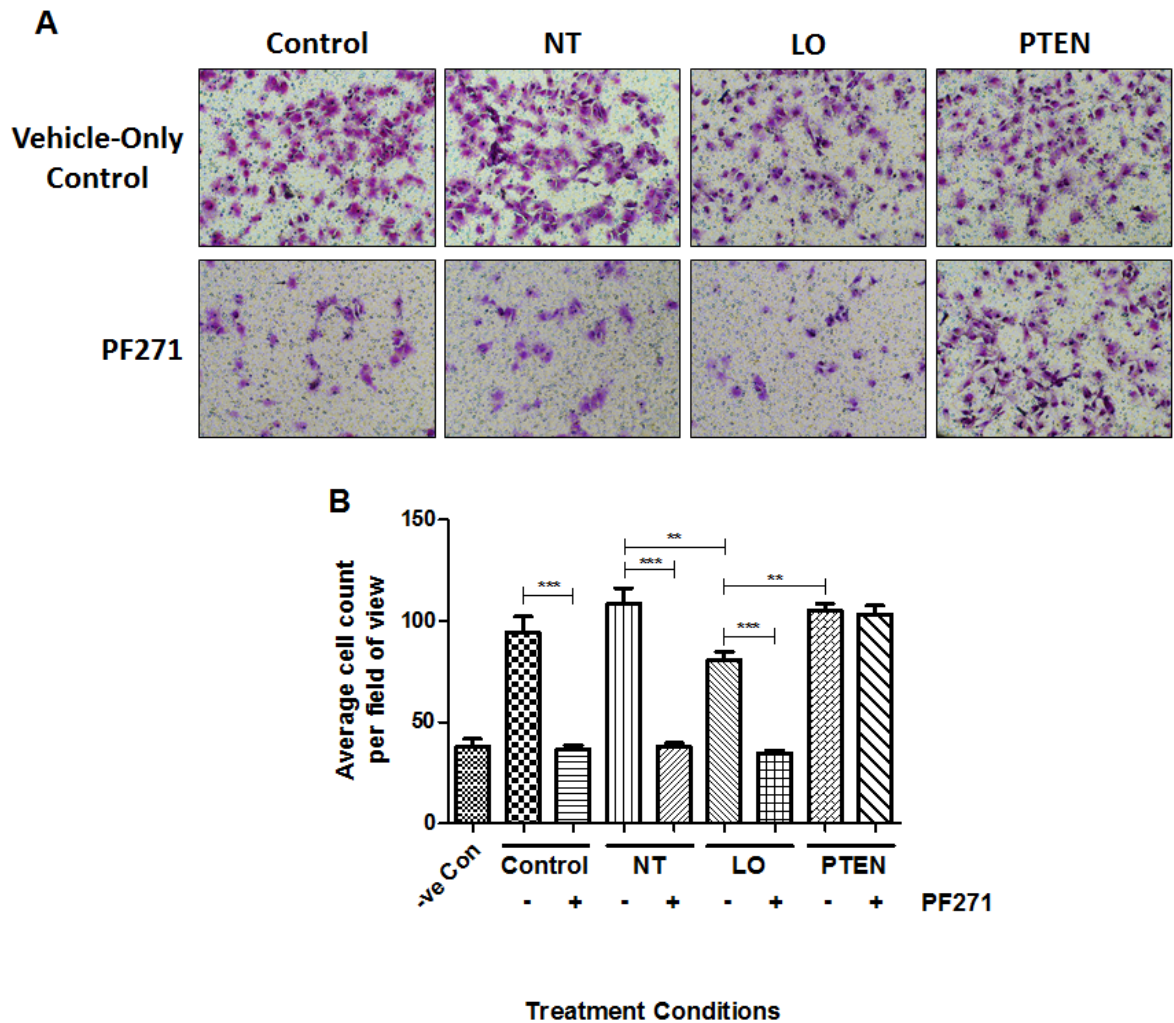 A
Control NT LO PTEN
Vehicle-Only
Control
PF271
B
Average cell count
per field of view
150
100
50
0
***
**
***
**
***
-ve Con
Control NT LO PTEN
- + - + - + - + PF271
Treatment Conditions